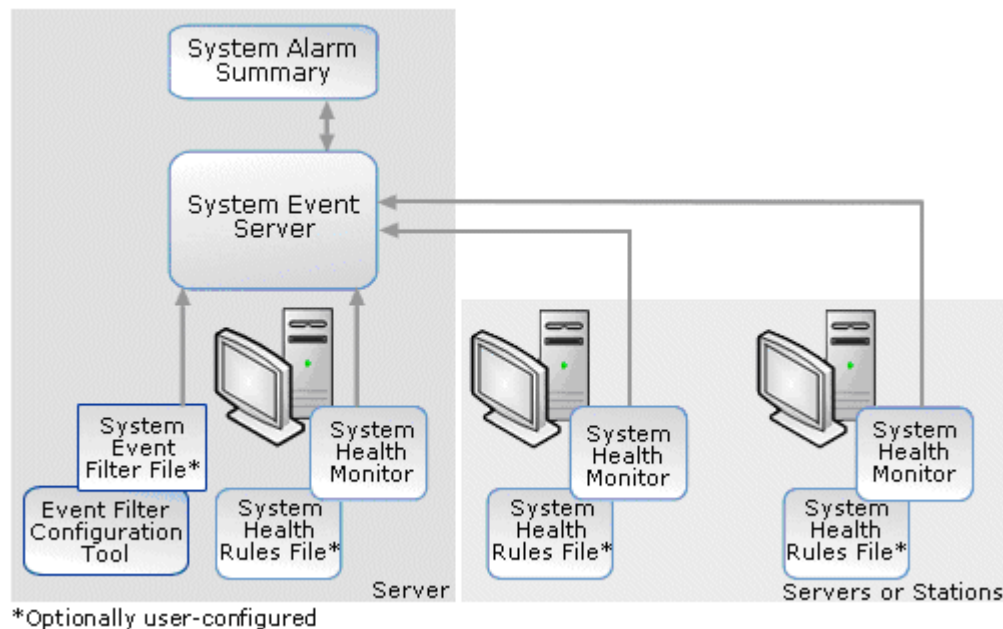 System Alarm
Summary
System Event
Server
System
Event
Filter File*
Event Filter
Configuration
Tool
System
Health
Monitor
System
Health
Rules File*
Server
System
Health
Monitor
System
Health
Rules File*
System
Health
Monitor
System
Health
Rules File*
Servers or Stations
*Optionally user-configured